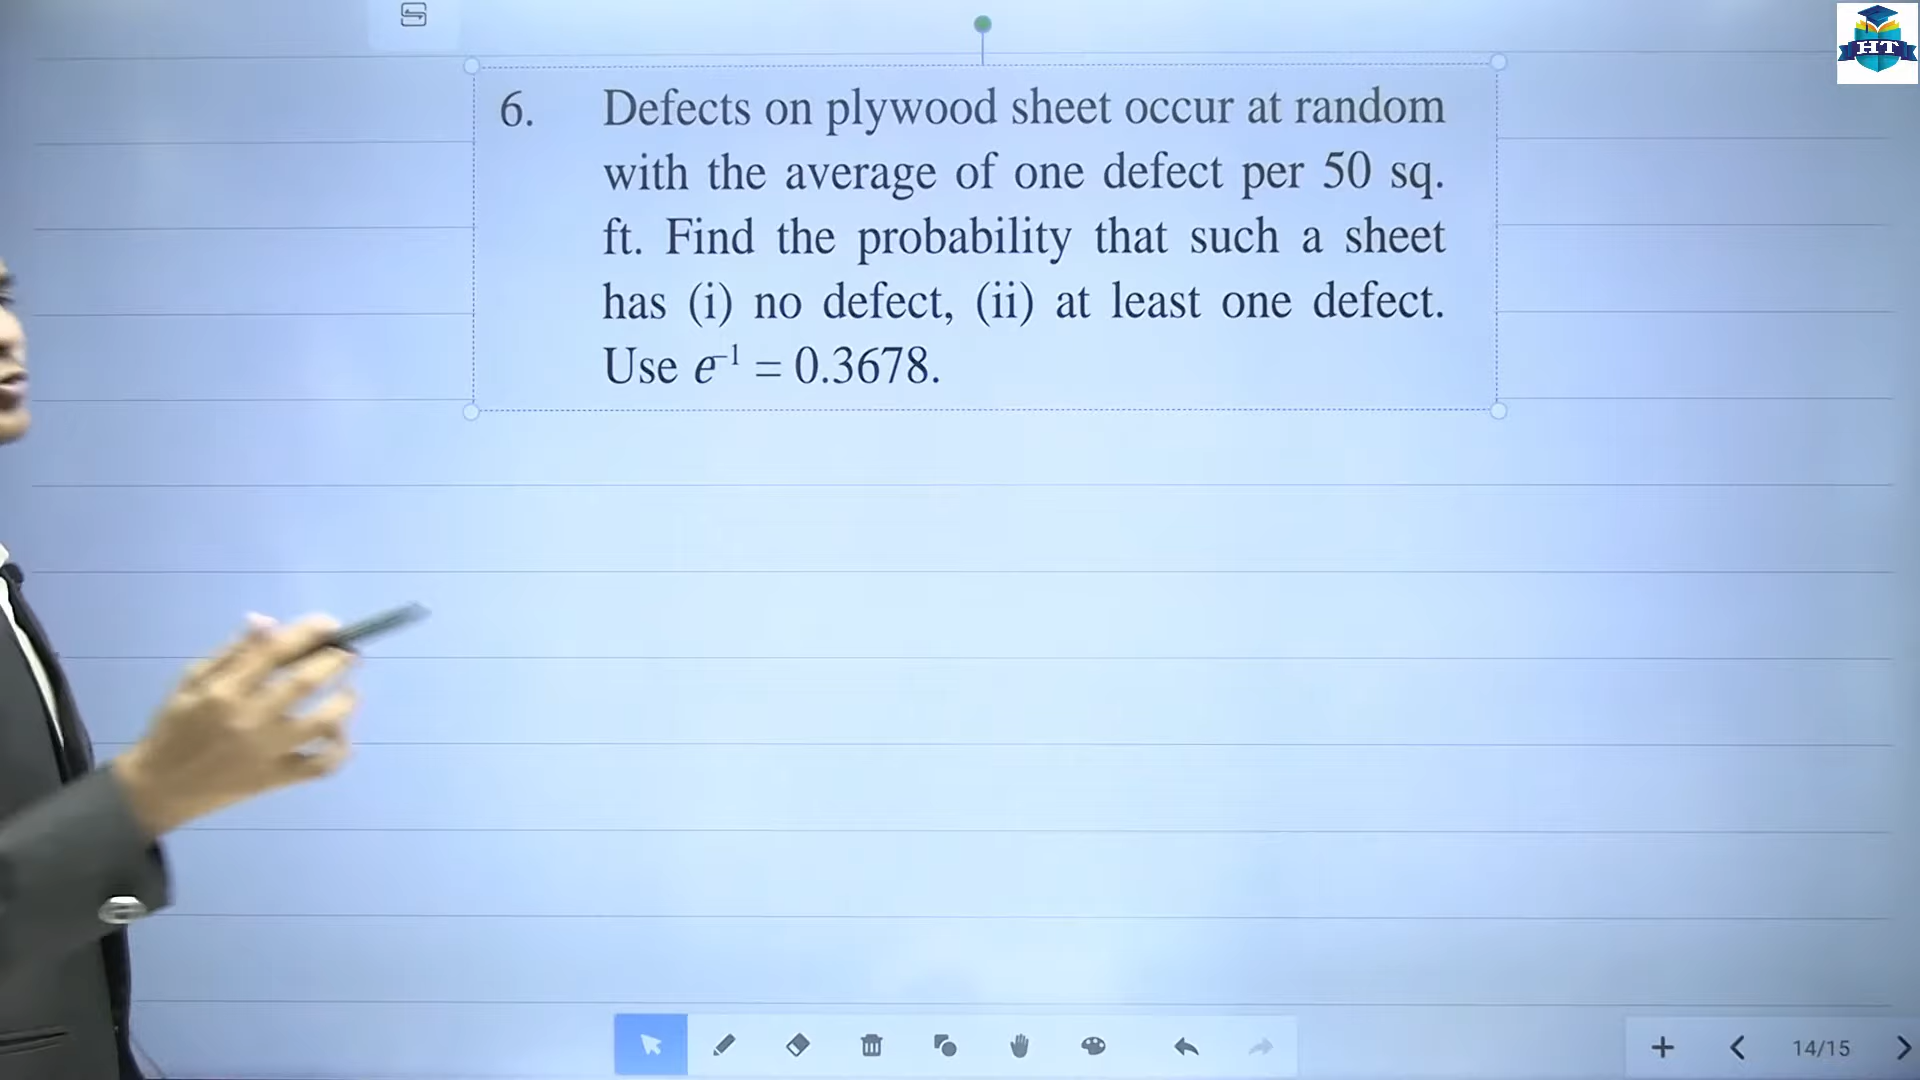 HT
6. Defects on plywood sheet occur at random
with the average of one defect per 50 sq.
ft. Find the probability that such a sheet
has (i) no defect, (ii) at least one defect.
Use e⁻¹ = 0.3678.
14/15